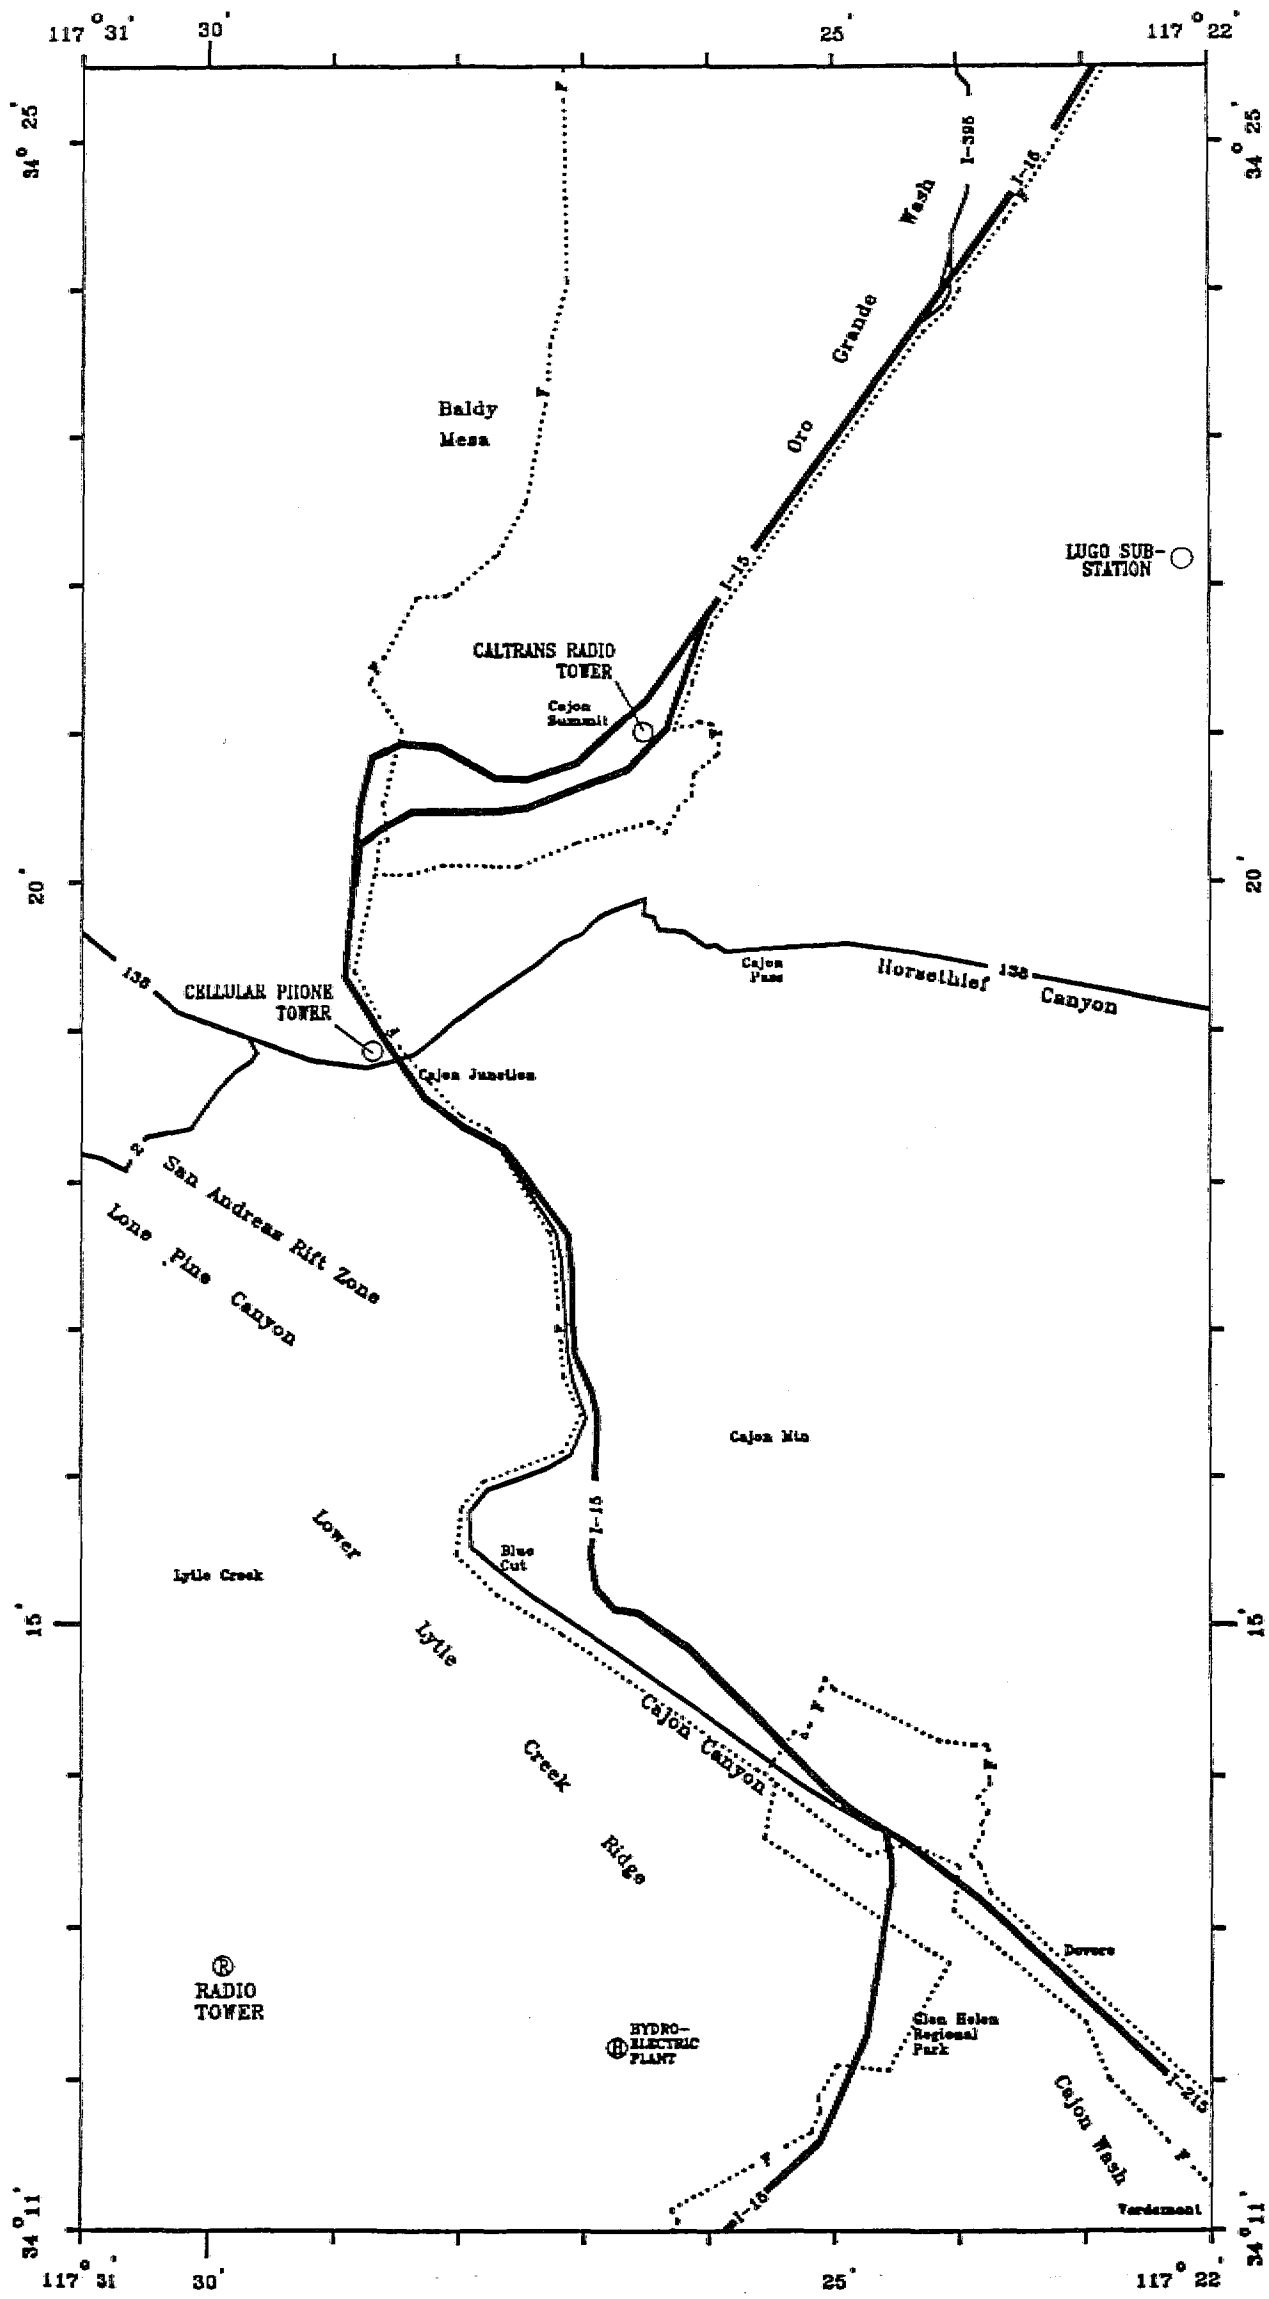 117° 31' 30' 25' 117° 22'
34° 25'
34° 25'
F
I-395
I-15
F
Wash
Grande
Oro
Baldy
Mesa
F
LUGO SUB-
STATION
I-15
CALTRANS RADIO
TOWER
F
Cajon
Summit
F
20'
20'
138
Cajon
Pass
Horsethief 138
Canyon
CELLULAR PHONE
TOWER
Cajon Junction
2
San Andreas Rift Zone
Lone Pine Canyon
F
Cajon Mtn
I-15
Lower
Blue
Cut
Lytle Creek
15'
15'
Lytle
F
Cajon Canyon
Creek
F
Ridge
Devore
R
RADIO
TOWER
Glen Helen
Regional
Park
H
HYDRO-
ELECTRIC
PLANT
I-215
Cajon Wash
F
F
I-15
Verdemont
34° 11'
34° 11'
117° 31' 30' 25' 117° 22'